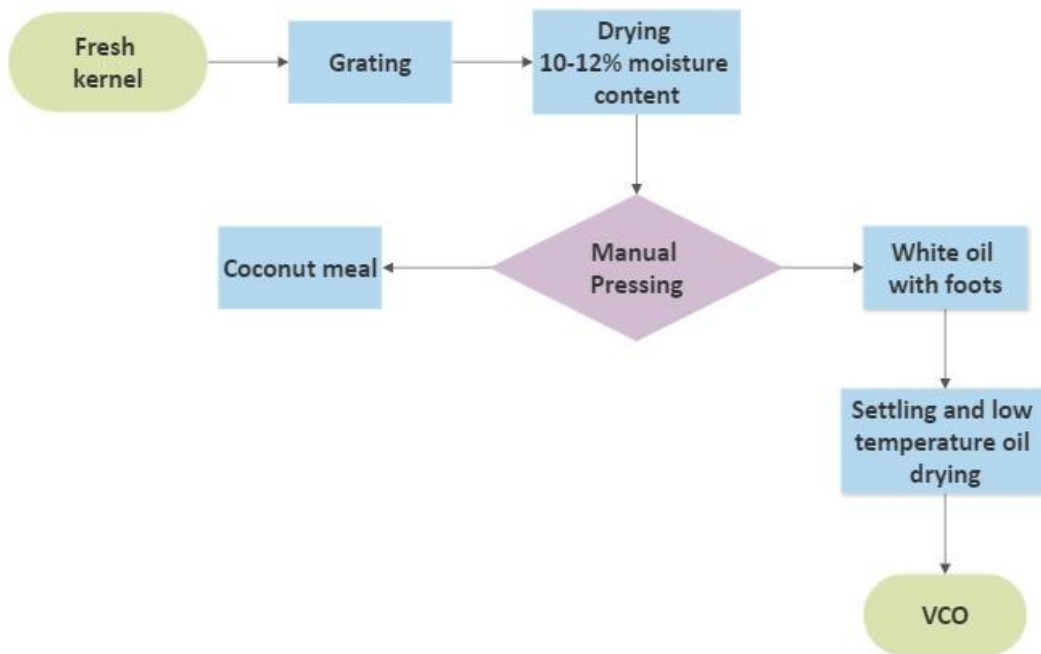 Fresh
kernel
Grating
Drying
10-12% moisture
content
Coconut meal
Manual
Pressing
White oil
with foots
Settling and low
temperature oil
drying
VCO